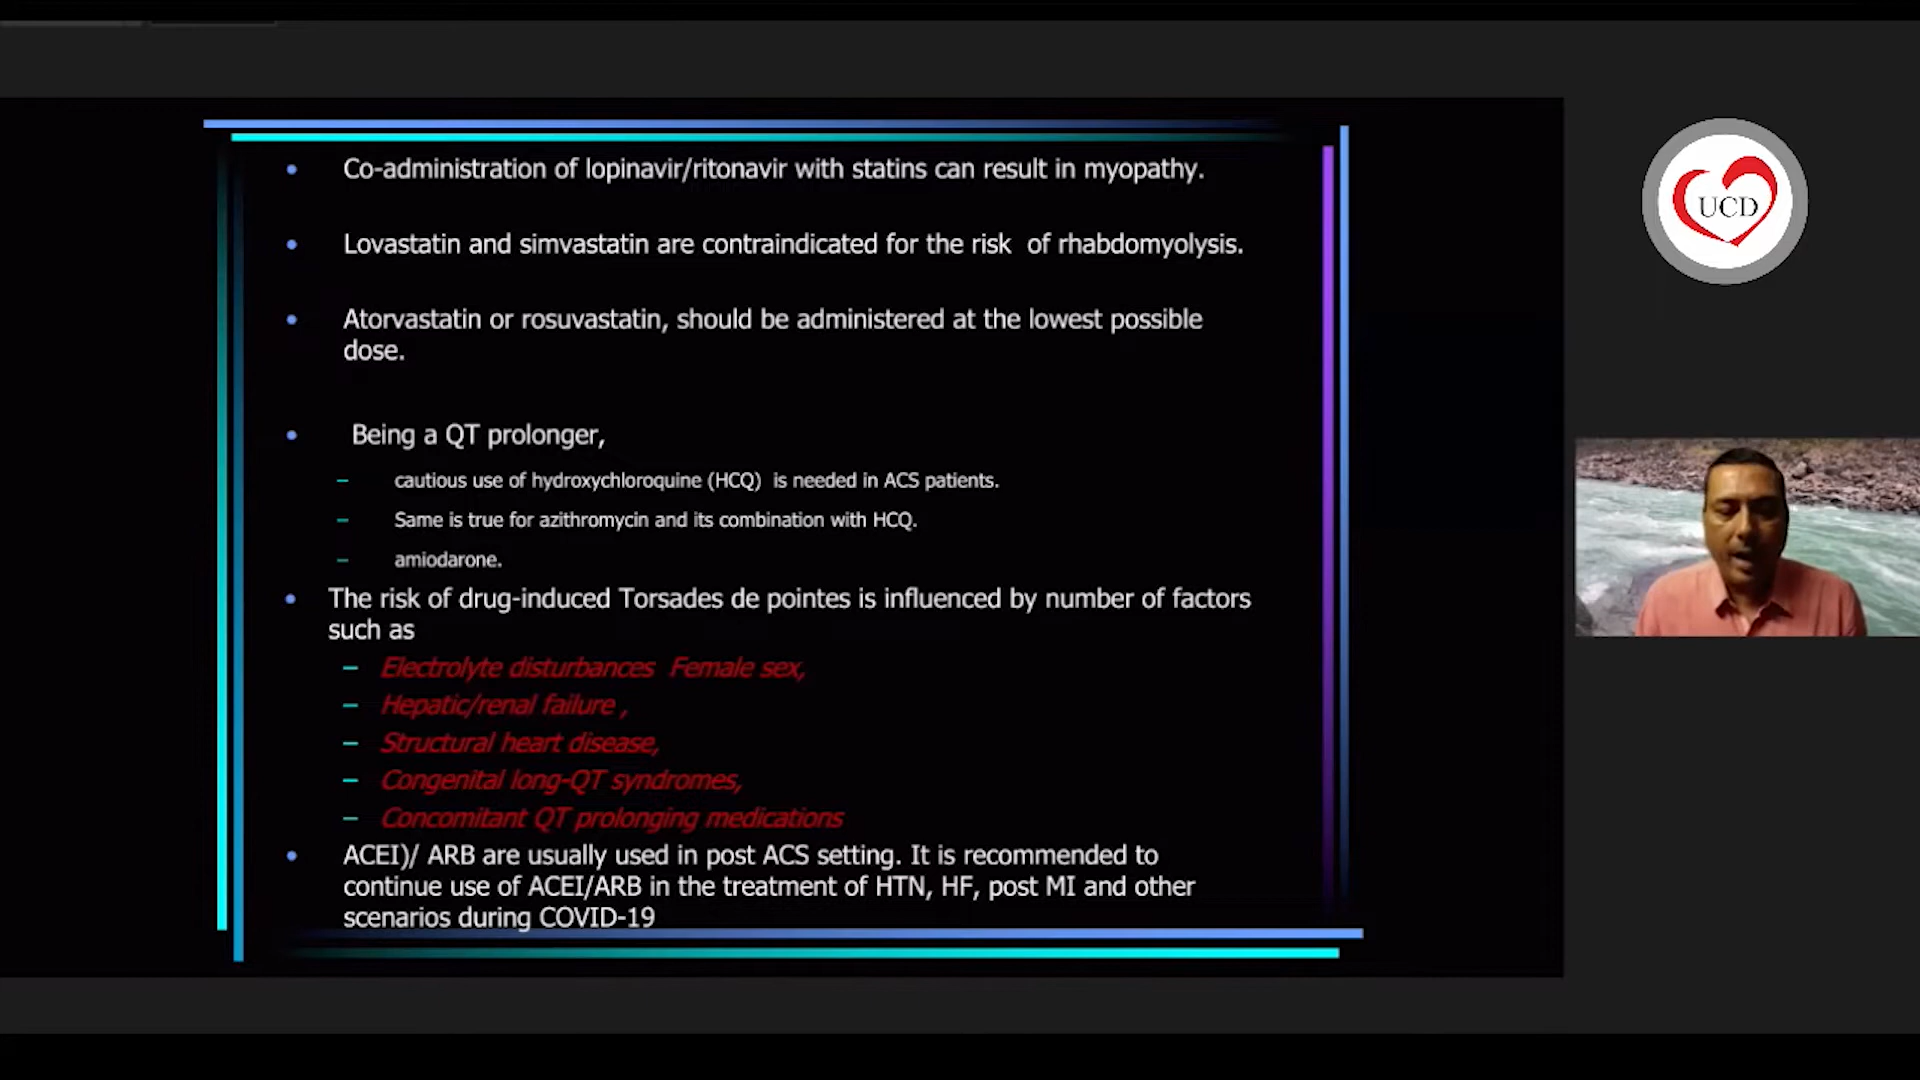 • Co-administration of lopinavir/ritonavir with statins can result in myopathy.
• Lovastatin and simvastatin are contraindicated for the risk of rhabdomyolysis.
• Atorvastatin or rosuvastatin, should be administered at the lowest possible
dose.
• Being a QT prolonger,
– cautious use of hydroxychloroquine (HCQ) is needed in ACS patients.
– Same is true for azithromycin and its combination with HCQ.
– amiodarone.
• The risk of drug-induced Torsades de pointes is influenced by number of factors
such as
– Electrolyte disturbances Female sex,
– Hepatic/renal failure ,
– Structural heart disease,
– Congenital long-QT syndromes,
– Concomitant QT prolonging medications
• ACEI)/ ARB are usually used in post ACS setting. It is recommended to
continue use of ACEI/ARB in the treatment of HTN, HF, post MI and other
scenarios during COVID-19
UCD